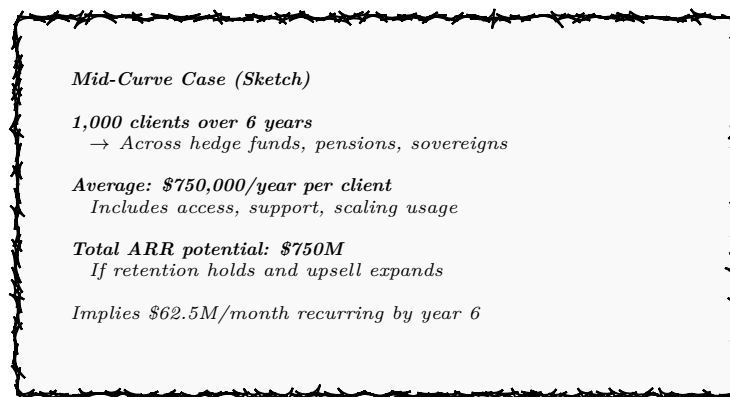 Mid-Curve Case (Sketch)
1,000 clients over 6 years
→ Across hedge funds, pensions, sovereigns
Average: $750,000/year per client
Includes access, support, scaling usage
Total ARR potential: $750M
If retention holds and upsell expands
Implies $62.5M/month recurring by year 6